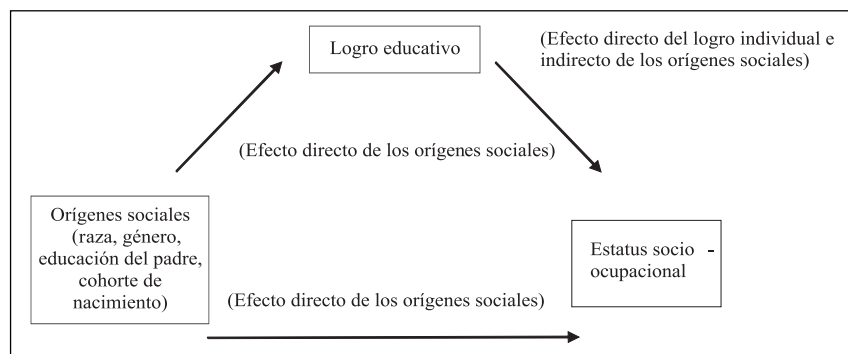 Logro educativo
(Efecto directo del logro individual e
indirecto de los orígenes sociales)
(Efecto directo de los orígenes sociales)
Orígenes sociales
(raza, género,
educación del padre,
cohorte de
nacimiento)
Estatus socio -
ocupacional
(Efecto directo de los orígenes sociales)